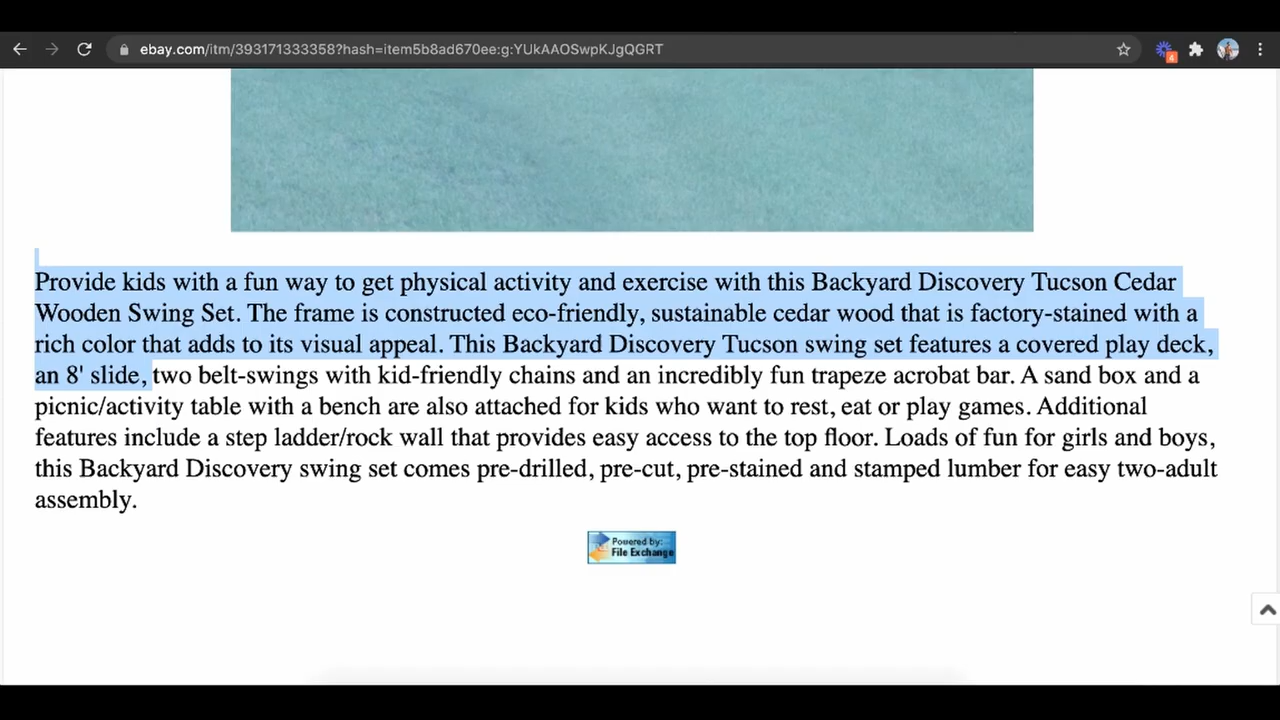 ebay.com/itm/393171333358?hash=item5b8ad670ee:g:YUkAAOSwpKJgQGRT
4
Provide kids with a fun way to get physical activity and exercise with this Backyard Discovery Tucson Cedar
Wooden Swing Set. The frame is constructed eco-friendly, sustainable cedar wood that is factory-stained with a
rich color that adds to its visual appeal. This Backyard Discovery Tucson swing set features a covered play deck,
an 8' slide, two belt-swings with kid-friendly chains and an incredibly fun trapeze acrobat bar. A sand box and a
picnic/activity table with a bench are also attached for kids who want to rest, eat or play games. Additional
features include a step ladder/rock wall that provides easy access to the top floor. Loads of fun for girls and boys,
this Backyard Discovery swing set comes pre-drilled, pre-cut, pre-stained and stamped lumber for easy two-adult
assembly.
Powered by:
File Exchange